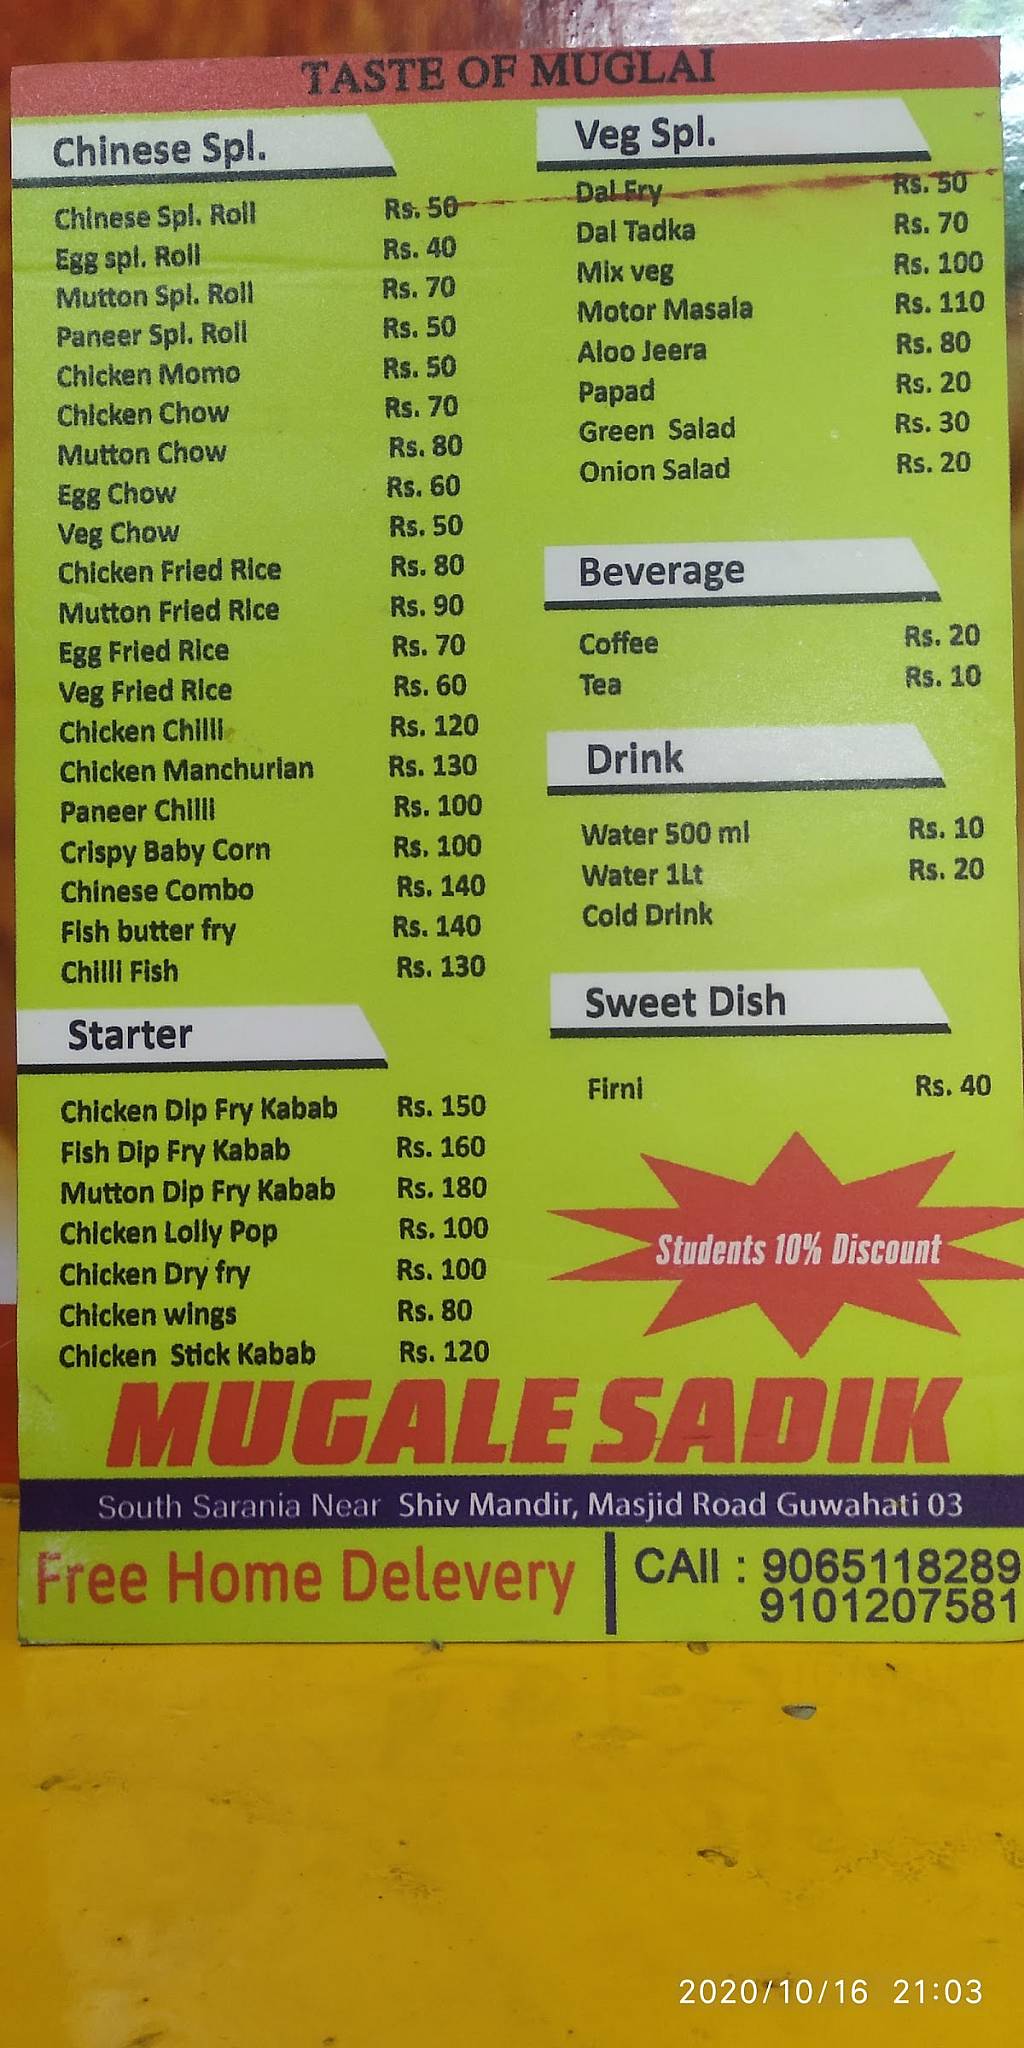 TASTE OF MUGLAI
Chinese Spl.
Chinese Spl. Roll Rs. 50
Egg spl. Roll Rs. 40
Mutton Spl. Roll Rs. 70
Paneer Spl. Roll Rs. 50
Chicken Momo Rs. 50
Chicken Chow Rs. 70
Mutton Chow Rs. 80
Egg Chow Rs. 60
Veg Chow Rs. 50
Chicken Fried Rice Rs. 80
Mutton Fried Rice Rs. 90
Egg Fried Rice Rs. 70
Veg Fried Rice Rs. 60
Chicken Chilli Rs. 120
Chicken Manchurian Rs. 130
Paneer Chilli Rs. 100
Crispy Baby Corn Rs. 100
Chinese Combo Rs. 140
Fish butter fry Rs. 140
Chilli Fish Rs. 130
Starter
Chicken Dip Fry Kabab Rs. 150
Fish Dip Fry Kabab Rs. 160
Mutton Dip Fry Kabab Rs. 180
Chicken Lolly Pop Rs. 100
Chicken Dry fry Rs. 100
Chicken wings Rs. 80
Chicken Stick Kabab Rs. 120
Veg Spl.
Dal Fry Rs. 50
Dal Tadka Rs. 70
Mix veg Rs. 100
Motor Masala Rs. 110
Aloo Jeera Rs. 80
Papad Rs. 20
Green Salad Rs. 30
Onion Salad Rs. 20
Beverage
Coffee Rs. 20
Tea Rs. 10
Drink
Water 500 ml Rs. 10
Water 1Lt Rs. 20
Cold Drink
Sweet Dish
Firni Rs. 40
Students 10% Discount
MUGALE SADIK
South Sarania Near Shiv Mandir, Masjid Road Guwahati 03
Free Home Delevery
CAll : 9065118289
9101207581
2020/10/16 21:03